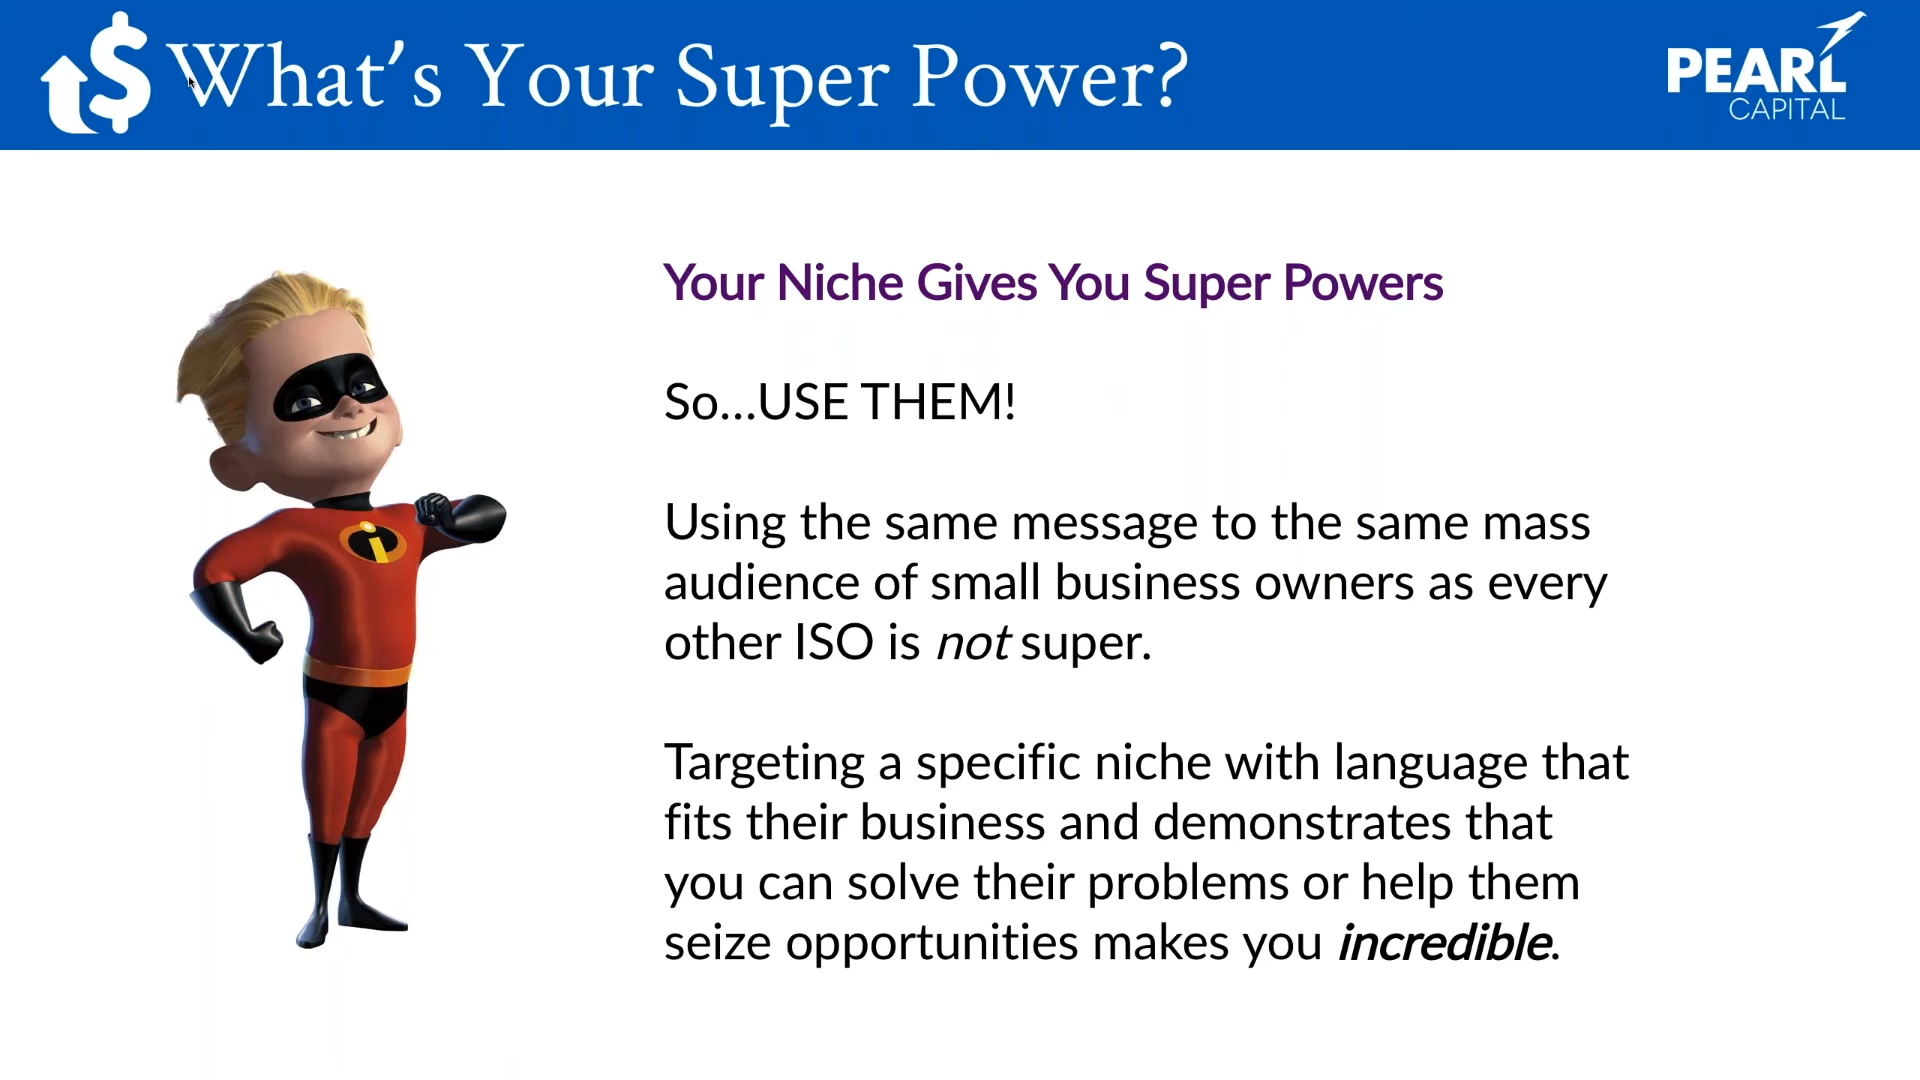 What's Your Super Power?
PEARL
CAPITAL
Your Niche Gives You Super Powers
So...USE THEM!
Using the same message to the same mass
audience of small business owners as every
other ISO is not super.
Targeting a specific niche with language that
fits their business and demonstrates that
you can solve their problems or help them
seize opportunities makes you incredible.